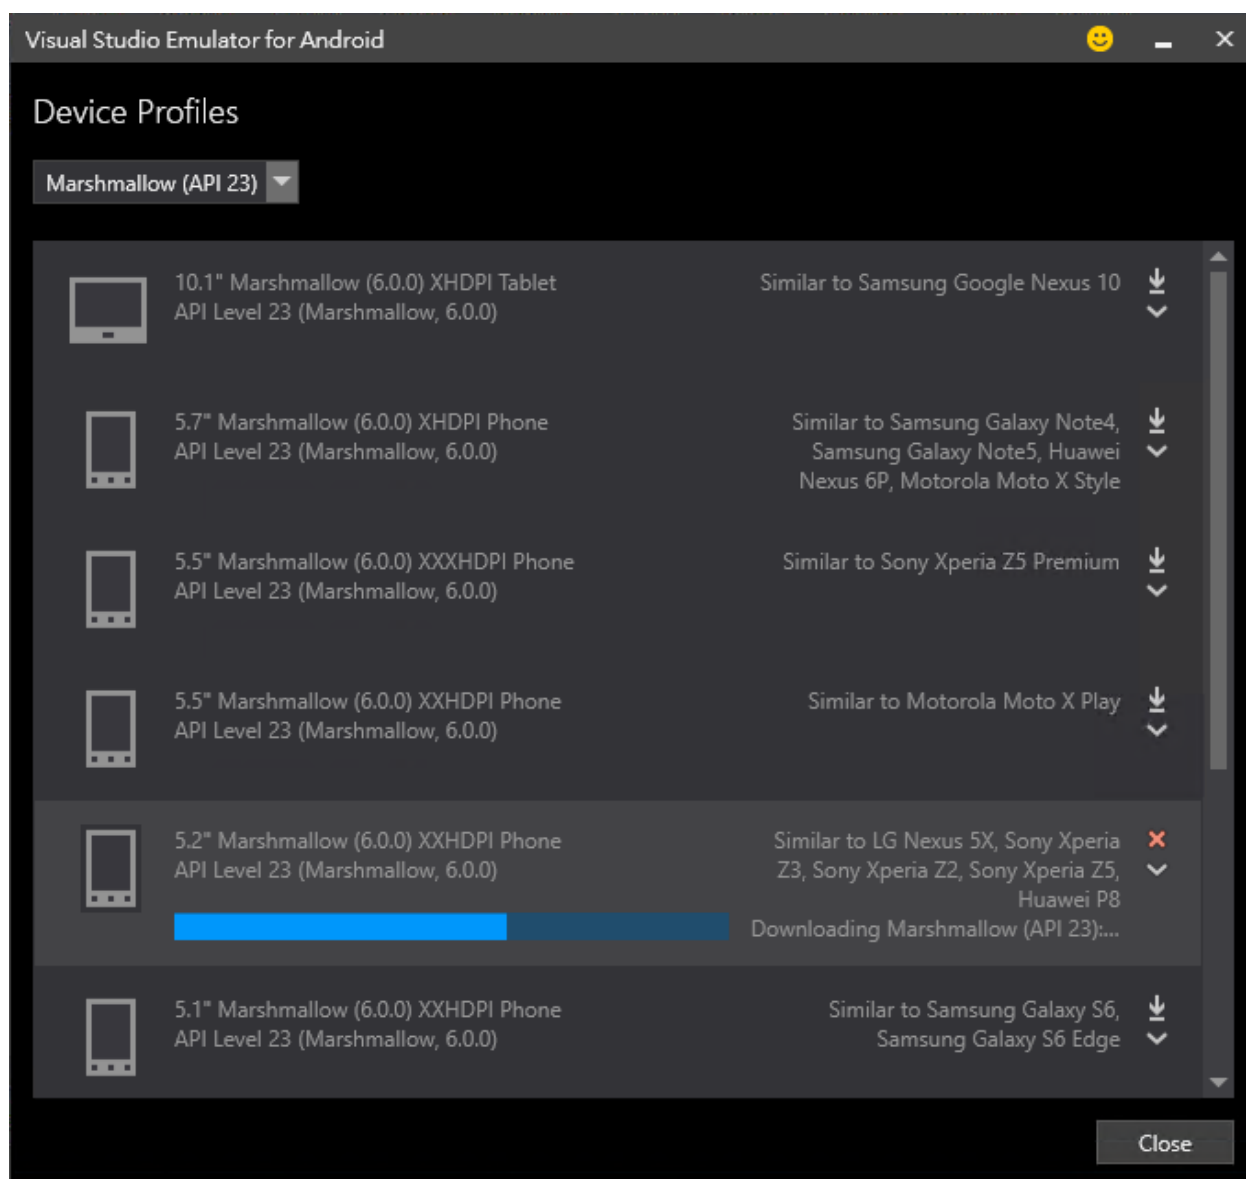 Visual Studio Emulator for Android
Device Profiles
Marshmallow (API 23)
10.1" Marshmallow (6.0.0) XHDPI Tablet
API Level 23 (Marshmallow, 6.0.0)
Similar to Samsung Google Nexus 10
5.7" Marshmallow (6.0.0) XHDPI Phone
API Level 23 (Marshmallow, 6.0.0)
Similar to Samsung Galaxy Note4,
Samsung Galaxy Note5, Huawei
Nexus 6P, Motorola Moto X Style
5.5" Marshmallow (6.0.0) XXXHDPI Phone
API Level 23 (Marshmallow, 6.0.0)
Similar to Sony Xperia Z5 Premium
5.5" Marshmallow (6.0.0) XXHDPI Phone
API Level 23 (Marshmallow, 6.0.0)
Similar to Motorola Moto X Play
5.2" Marshmallow (6.0.0) XXHDPI Phone
API Level 23 (Marshmallow, 6.0.0)
Similar to LG Nexus 5X, Sony Xperia
Z3, Sony Xperia Z2, Sony Xperia Z5,
Huawei P8
Downloading Marshmallow (API 23):...
5.1" Marshmallow (6.0.0) XXHDPI Phone
API Level 23 (Marshmallow, 6.0.0)
Similar to Samsung Galaxy S6,
Samsung Galaxy S6 Edge
Close